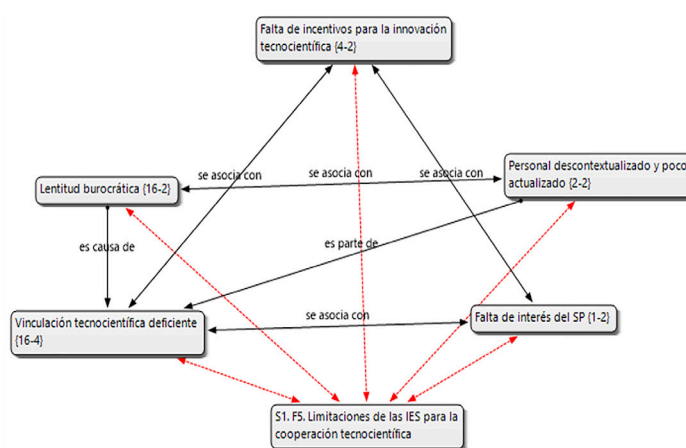 Falta de incentivos para la innovación
tecnocientífica {4-2}
se asocia con
se asocia con
se asocia con
Personal descontextualizado y poco
actualizado {2-2}
Lentitud burocrática {16-2}
es causa de
es parte de
Vinculación tecnocientífica deficiente
{16-4}
se asocia con
Falta de interés del SP {1-2}
S1. F5. Limitaciones de las IES para la
cooperación tecnocientífica